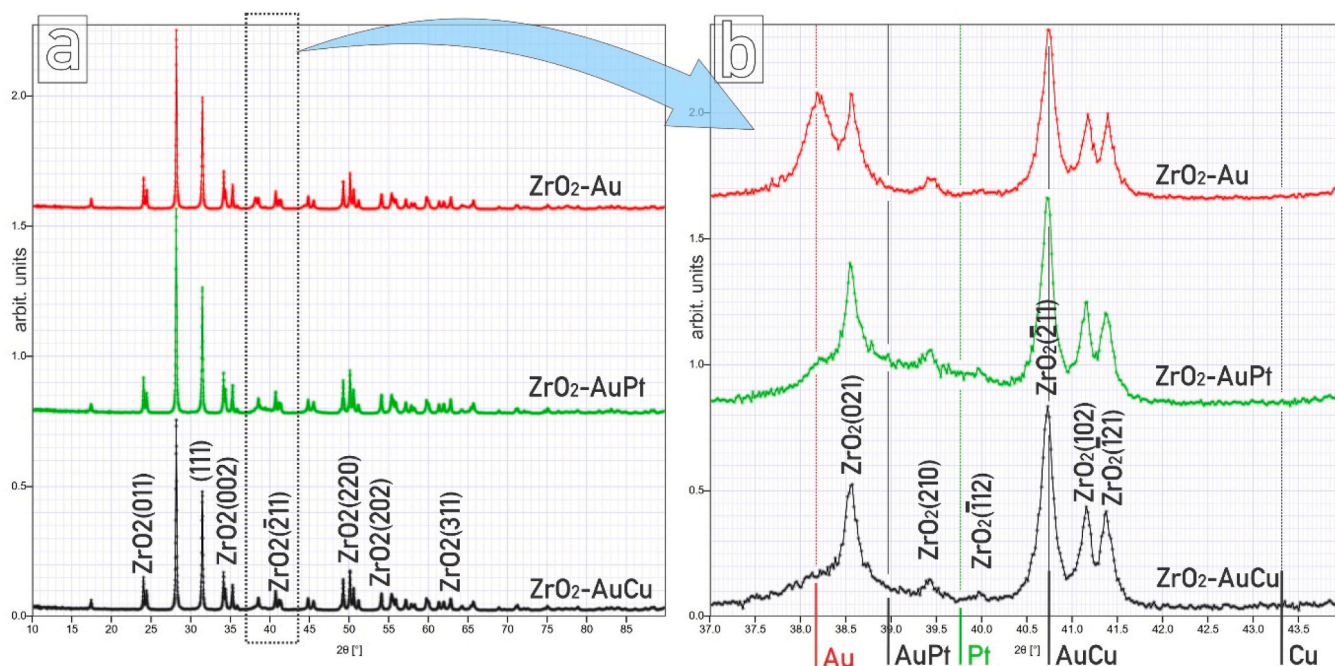 a
2.0
1.5
1.0
0.5
0.0
arbit. units
ZrO₂-Au
ZrO₂-AuPt
ZrO₂-AuCu
ZrO2(011)
(111)
ZrO2(002)
ZrO2(2̄11)
ZrO2(220)
ZrO2(202)
ZrO2(311)
10 15 20 25 30 35 40 45 50 55 60 65 70 75 80 85
2θ [°]
b
2.0
1.5
1.0
0.5
0.0
arbit. units
ZrO₂-Au
ZrO₂-AuPt
ZrO₂-AuCu
ZrO₂(021)
ZrO₂(210)
ZrO₂(1̄12)
ZrO₂(2̄11)
ZrO₂(102)
ZrO₂(1̄21)
37.0 37.5 38.0 38.5 39.0 39.5 40.0 40.5 41.0 41.5 42.0 42.5 43.0 43.5
2θ [°]
Au AuPt Pt AuCu Cu